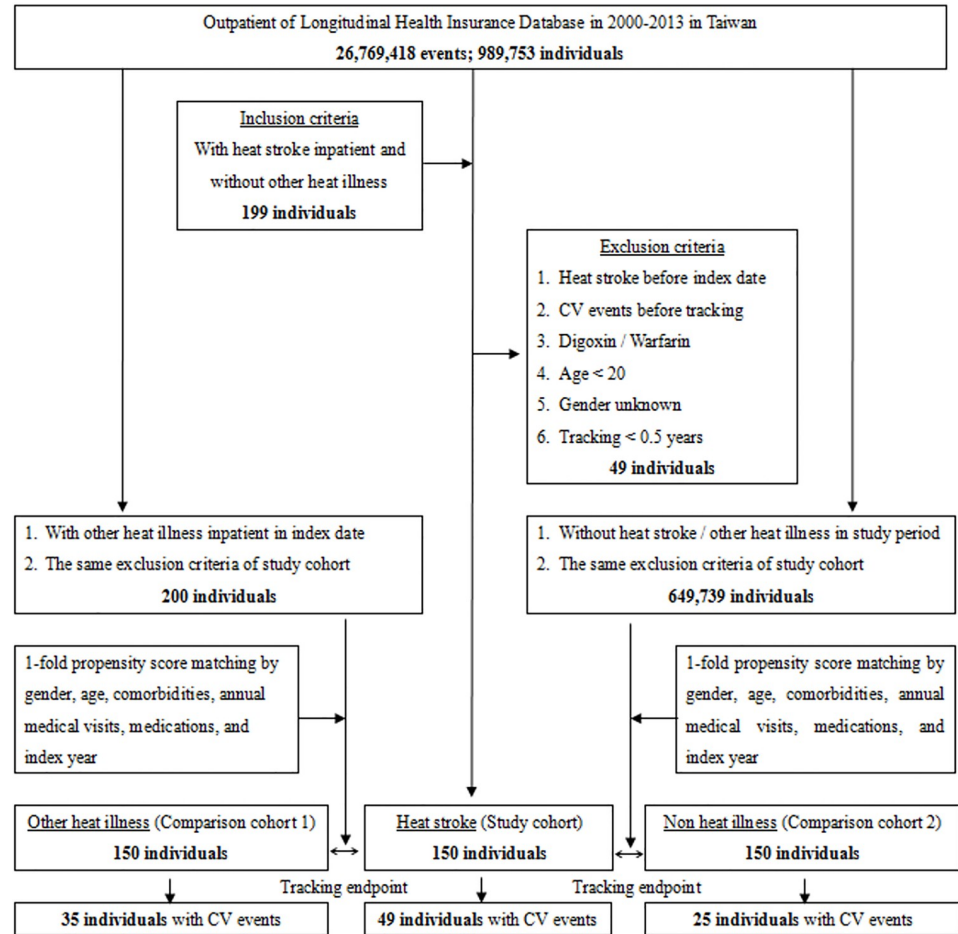 Outpatient of Longitudinal Health Insurance Database in 2000-2013 in Taiwan
26,769,418 events; 989,753 individuals
Inclusion criteria
With heat stroke inpatient and
without other heat illness
199 individuals
Exclusion criteria
1. Heat stroke before index date
2. CV events before tracking
3. Digoxin / Warfarin
4. Age < 20
5. Gender unknown
6. Tracking < 0.5 years
49 individuals
1. With other heat illness inpatient in index date
2. The same exclusion criteria of study cohort
200 individuals
1. Without heat stroke / other heat illness in study period
2. The same exclusion criteria of study cohort
649,739 individuals
1-fold propensity score matching by
gender, age, comorbidities, annual
medical visits, medications, and
index year
1-fold propensity score matching by
gender, age, comorbidities, annual
medical visits, medications, and
index year
Other heat illness (Comparison cohort 1)
150 individuals
Heat stroke (Study cohort)
150 individuals
Non heat illness (Comparison cohort 2)
150 individuals
Tracking endpoint
Tracking endpoint
35 individuals with CV events
49 individuals with CV events
25 individuals with CV events